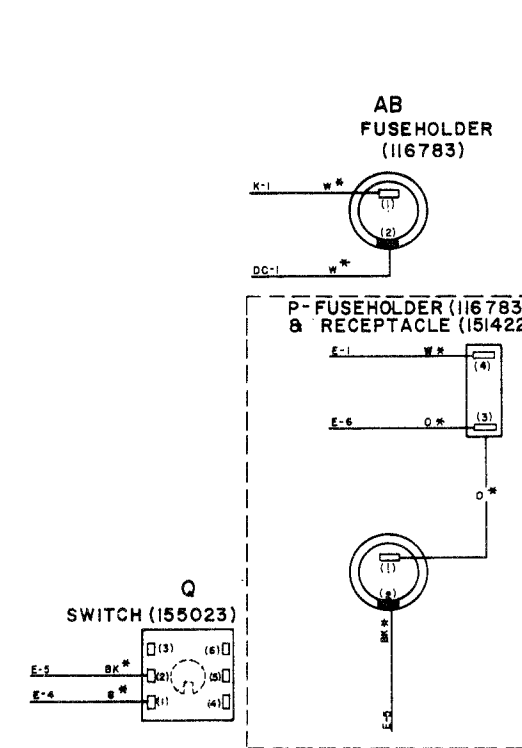 AB
FUSEHOLDER
(116783)
K-1 W*
(1)
(2)
DC-1 W*
P-FUSEHOLDER (116783
& RECEPTACLE (151422
E-1 W*
(4)
E-6 O*
(3)
O*
(1)
(2)
BK*
E-5
Q
SWITCH (155023)
(3) (6)
E-5 BK* (2) (5)
E-4 (1) (4)